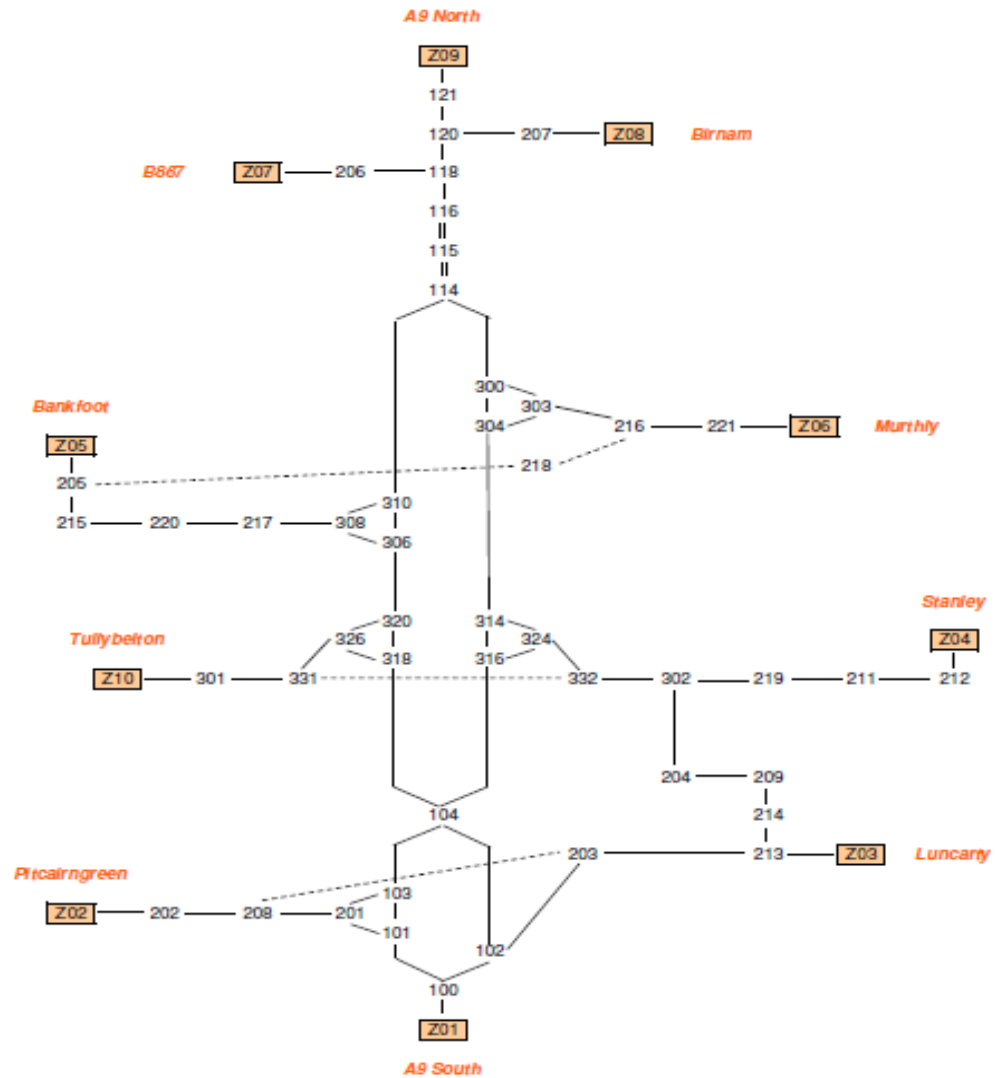 A9 North
Z09
121
120 207 Z08 Birnam
B867 Z07 206 118
116
115
114
300
Bankfoot 303
Z05 304 216 221 Z06 Murthly
205 218
310
215 220 217 308
306
Stanley
320 314
Tullybelton 326 324 Z04
318 316
Z10 301 331 332 302 219 211 212
204 209
104 214
203 213 Z03 Luncarty
Pitcairngreen
103
Z02 202 208 201
101
102
100
Z01
A9 South